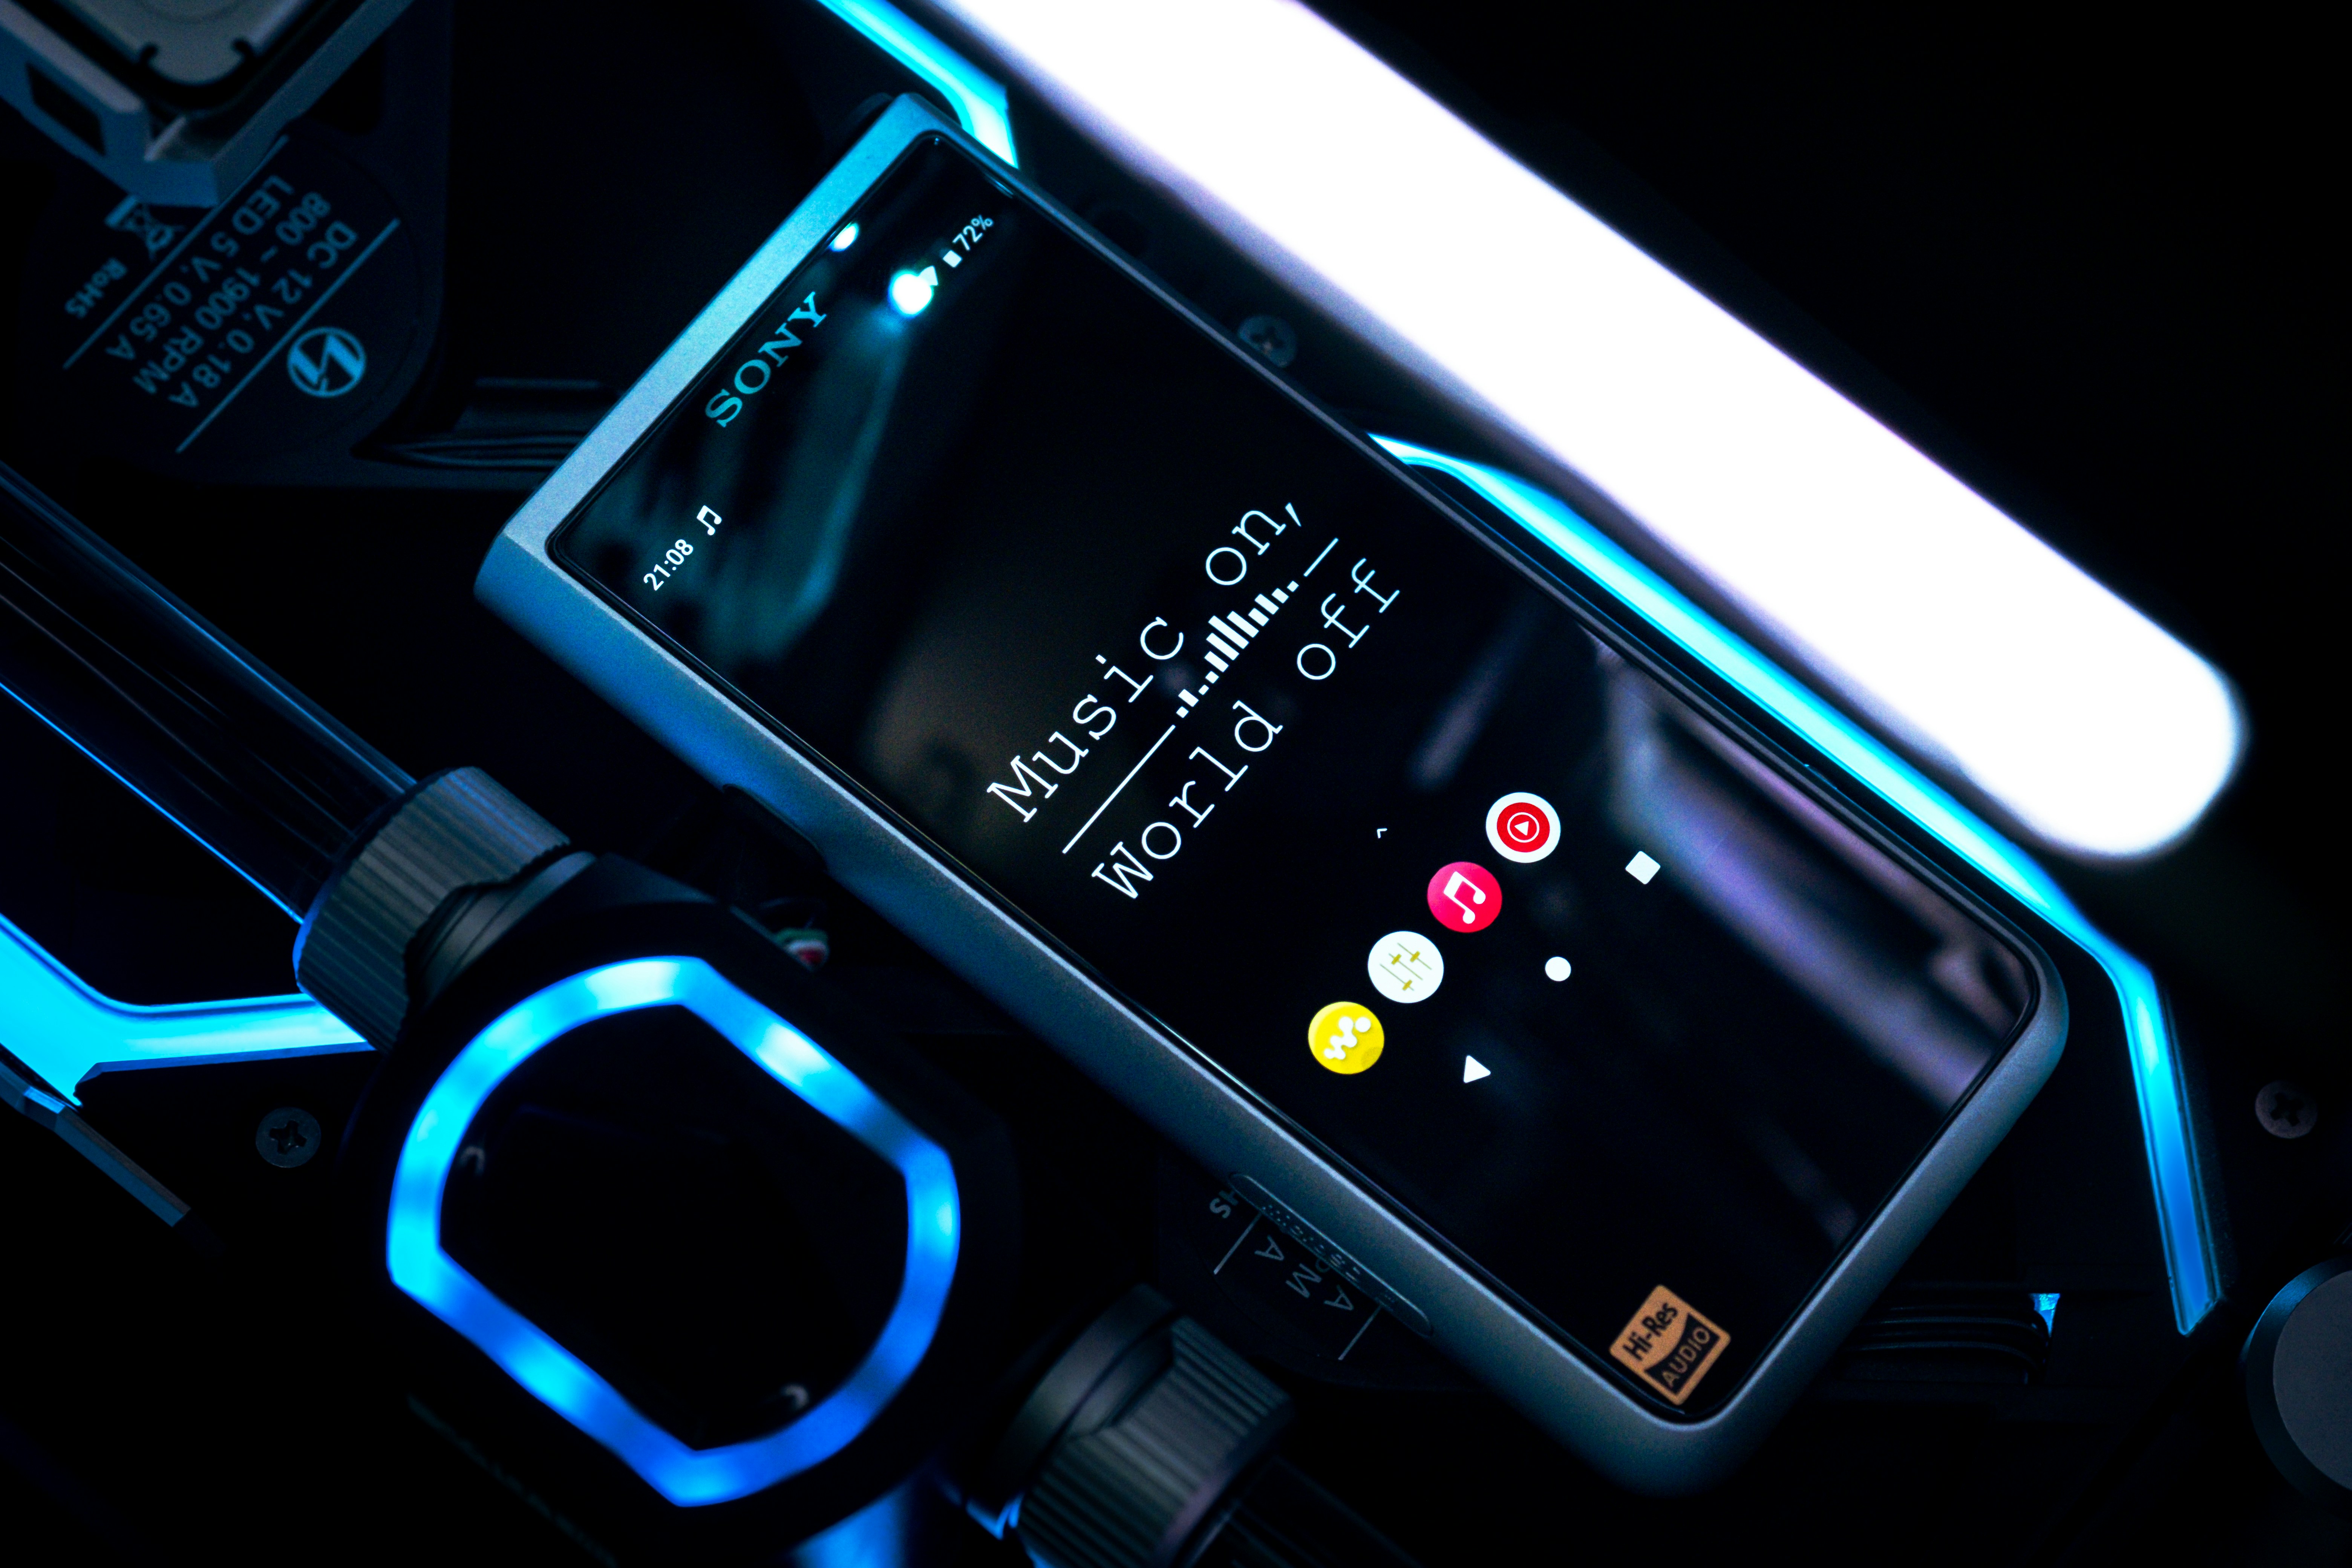 SONY
21:08
72%
Music on,
World off
Hi-Res
AUDIO
DC 12 V, 0.18 A
800 ~ 1900 RPM
LED 5 V, 0.65 A
RoHS